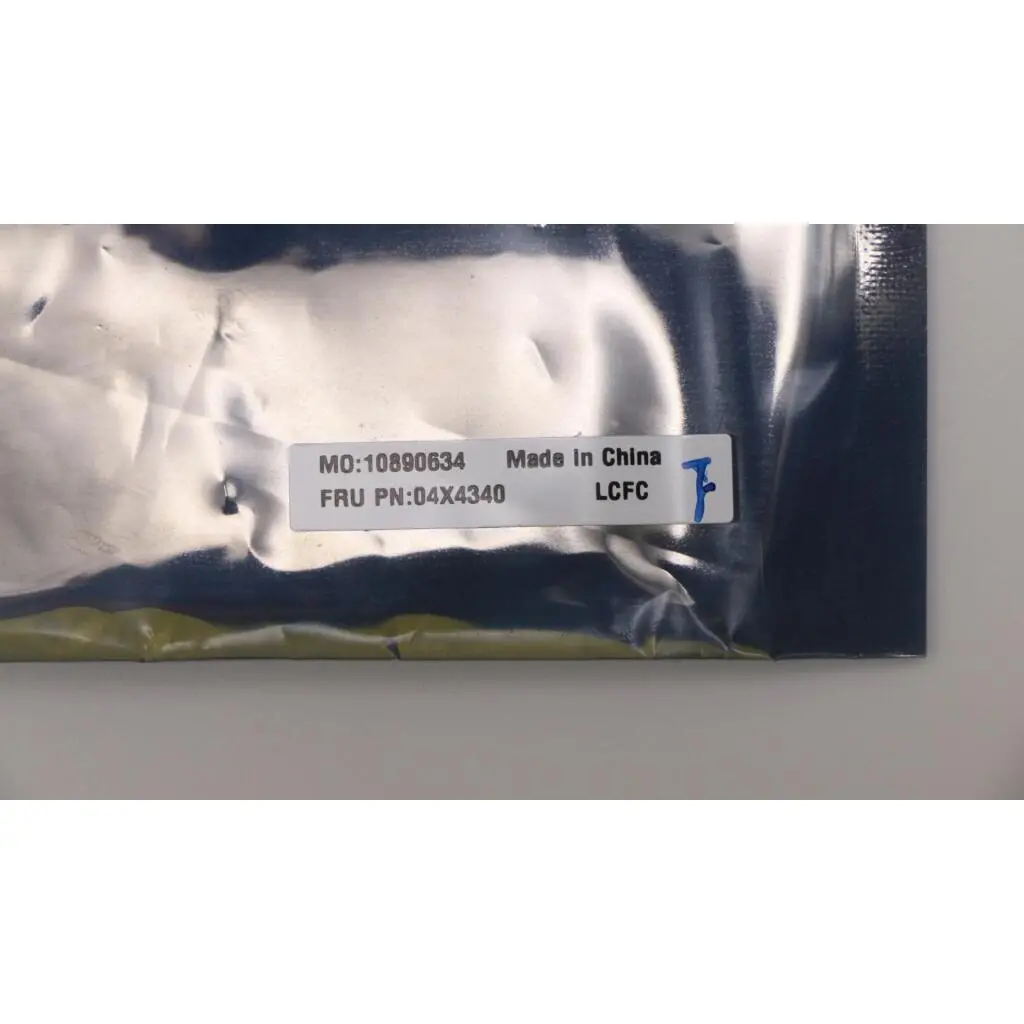 MO:10890634 Made in China
FRU PN:04X4340 LCFC
F